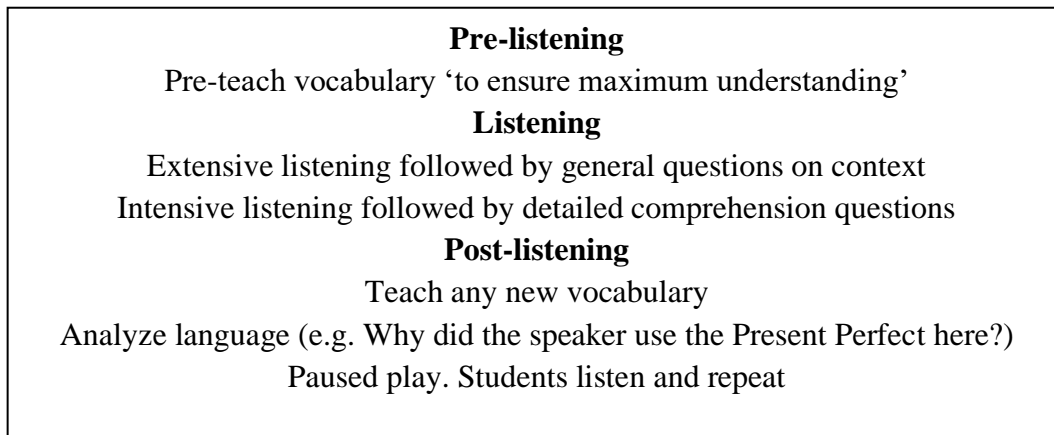 Pre-listening
Pre-teach vocabulary ‘to ensure maximum understanding’
Listening
Extensive listening followed by general questions on context
Intensive listening followed by detailed comprehension questions
Post-listening
Teach any new vocabulary
Analyze language (e.g. Why did the speaker use the Present Perfect here?)
Paused play. Students listen and repeat